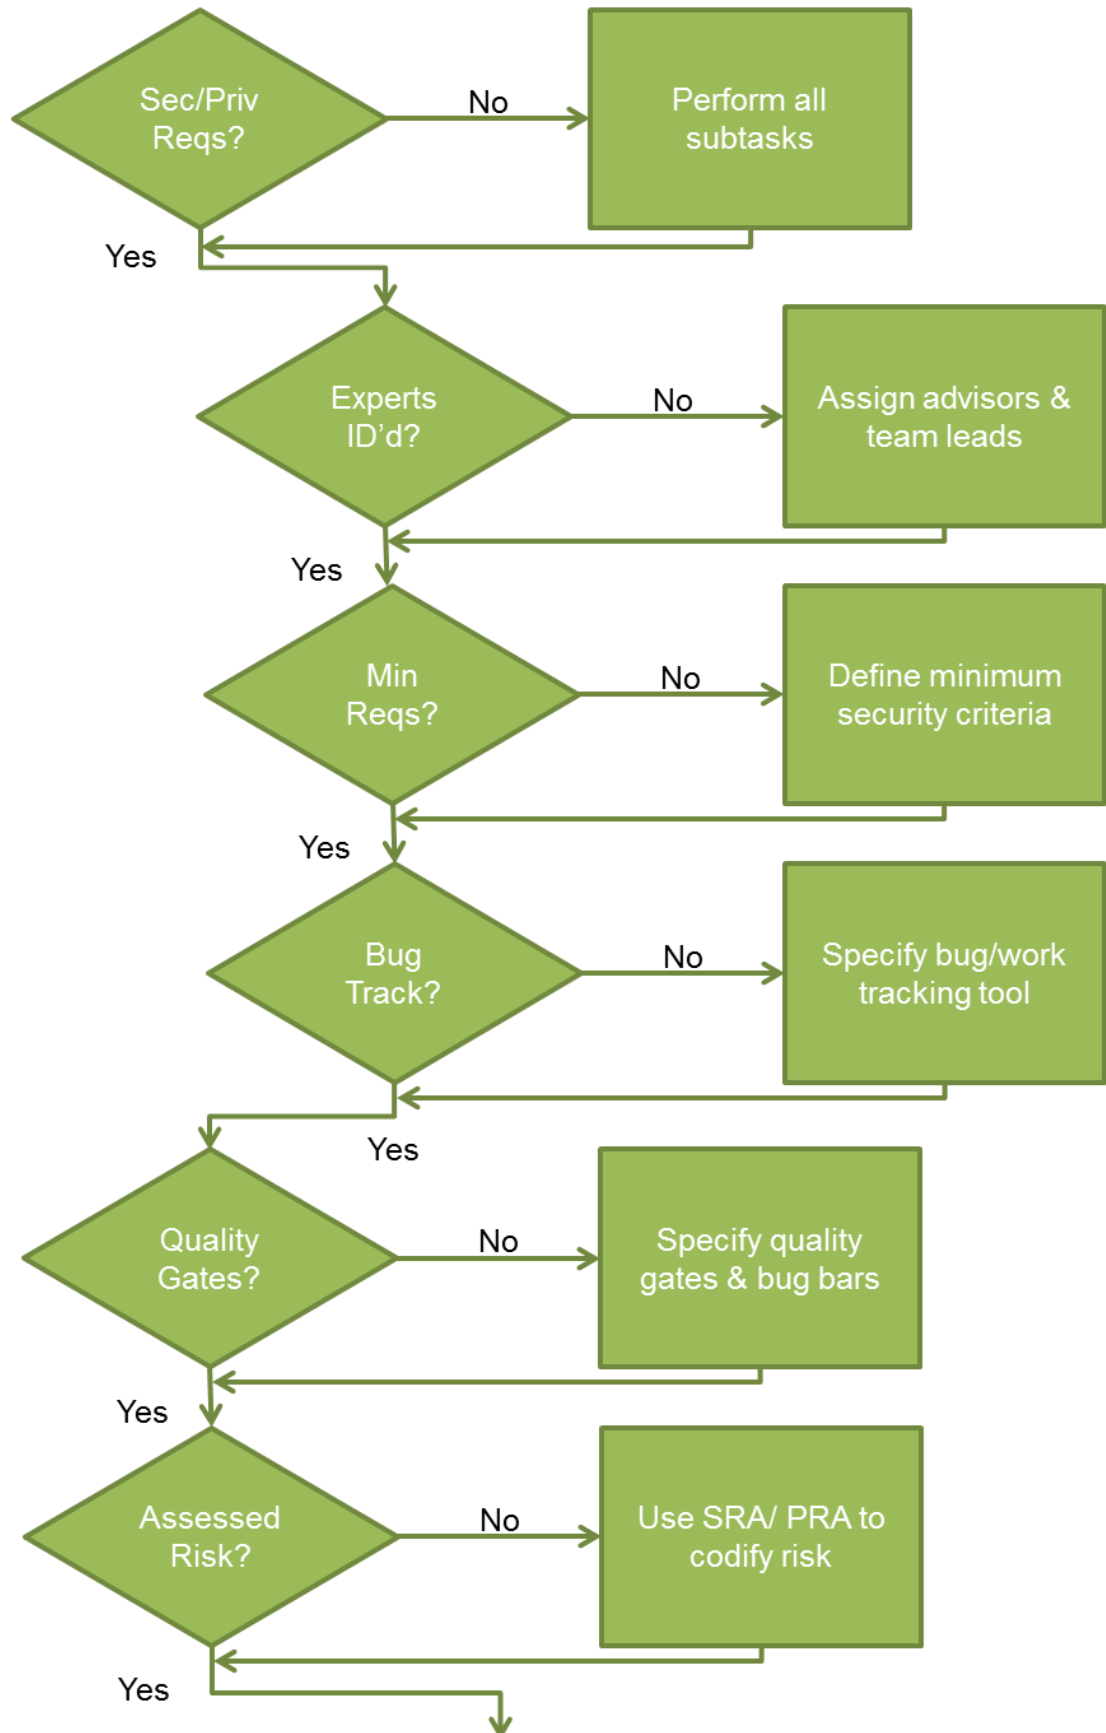 Sec/Priv
Reqs?
No
Perform all
subtasks
Yes
Experts
ID'd?
No
Assign advisors &
team leads
Yes
Min
Reqs?
No
Define minimum
security criteria
Yes
Bug
Track?
No
Specify bug/work
tracking tool
Yes
Quality
Gates?
No
Specify quality
gates & bug bars
Yes
Assessed
Risk?
No
Use SRA/ PRA to
codify risk
Yes